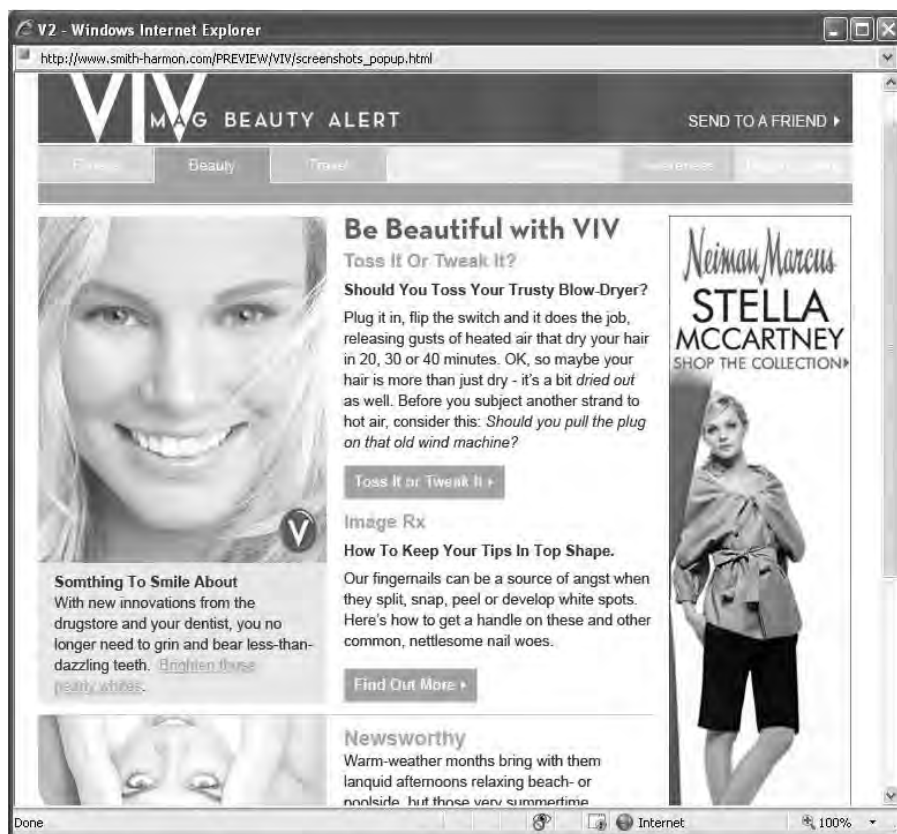 V2 - Windows Internet Explorer
http://www.smith-harmon.com/PREVIEW/VIV/screenshots_popup.html
VIV
MAG BEAUTY ALERT
SEND TO A FRIEND
Fitness Beauty Travel
Be Beautiful with VIV
Toss It Or Tweak It?
Should You Toss Your Trusty Blow-Dryer?
Plug it in, flip the switch and it does the job,
releasing gusts of heated air that dry your hair
in 20, 30 or 40 minutes. OK, so maybe your
hair is more than just dry - it's a bit dried out
as well. Before you subject another strand to
hot air, consider this: Should you pull the plug
on that old wind machine?
Toss It or Tweak It
Image Rx
How To Keep Your Tips In Top Shape.
Our fingernails can be a source of angst when
they split, snap, peel or develop white spots.
Here's how to get a handle on these and other
common, nettlesome nail woes.
Find Out More
V
Somthing To Smile About
With new innovations from the
drugstore and your dentist, you no
longer need to grin and bear less-than-
dazzling teeth. Brighten those
pearly whites.
Newsworthy
Warm-weather months bring with them
lanquid afternoons relaxing beach- or
poolside, but those very summertime
Neiman Marcus
STELLA
MCCARTNEY
SHOP THE COLLECTION
Done
Internet
100%